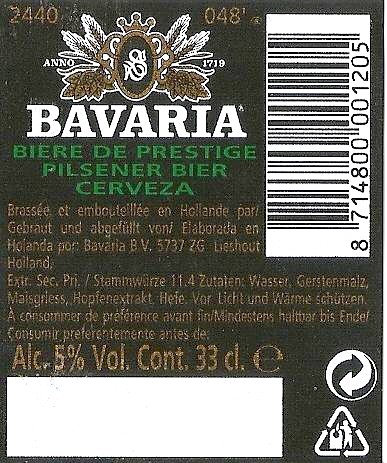 2440 048'
ANNO 1719
BAVARIA
BIÈRE DE PRESTIGE
PILSENER BIER
CERVEZA
Brassée et embouteillée en Hollande par/
Gebraut und abgefüllt von/ Elaborada en
Holanda por: Bavaria B.V. 5737 ZG Lieshout
Holland.
Extr. Sec. Pri. / Stammwürze 11.4 Zutaten: Wasser, Gerstenmalz,
Maisgriess, Hopfenextrakt, Hefe. Vor Licht und Wärme schützen.
À consommer de préférence avant fin/Mindestens haltbar bis Ende/
Consumir preferentemente antes de:
Alc. 5% Vol. Cont. 33 cl. ℮
8 714800 001205